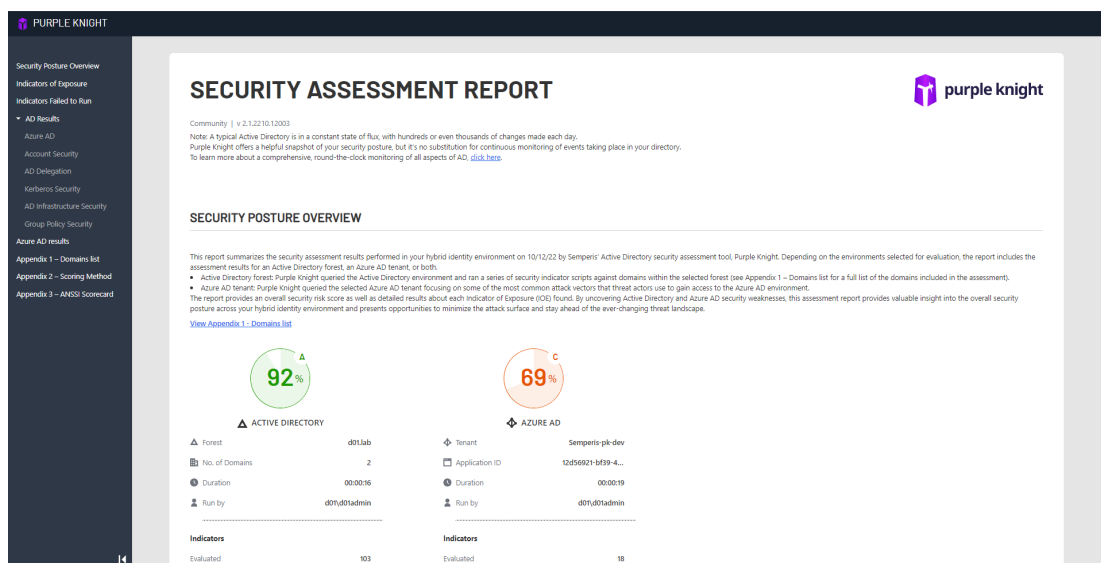 PURPLE KNIGHT
Security Posture Overview
Indicators of Exposure
Indicators Failed to Run
AD Results
Azure AD
Account Security
AD Delegation
Kerberos Security
AD Infrastructure Security
Group Policy Security
Azure AD results
Appendix 1 – Domains list
Appendix 2 – Scoring Method
Appendix 3 – ANSSI Scorecard
SECURITY ASSESSMENT REPORT
purple knight
Community | v 2.1.2210.12003
Note: A typical Active Directory is in a constant state of flux, with hundreds or even thousands of changes made each day.
Purple Knight offers a helpful snapshot of your security posture, but it's no substitution for continuous monitoring of events taking place in your directory.
To learn more about a comprehensive, round-the-clock monitoring of all aspects of AD, click here.
SECURITY POSTURE OVERVIEW
This report summarizes the security assessment results performed in your hybrid identity environment on 10/12/22 by Semperis' Active Directory security assessment tool, Purple Knight. Depending on the environments selected for evaluation, the report includes the
assessment results for an Active Directory forest, an Azure AD tenant, or both.
• Active Directory forest: Purple Knight queried the Active Directory environment and ran a series of security indicator scripts against domains within the selected forest (see Appendix 1 – Domains list for a full list of the domains included in the assessment).
• Azure AD tenant: Purple Knight queried the selected Azure AD tenant focusing on some of the most common attack vectors that threat actors use to gain access to the Azure AD environment.
The report provides an overall security risk score as well as detailed results about each Indicator of Exposure (IOE) found. By uncovering Active Directory and Azure AD security weaknesses, this assessment report provides valuable insight into the overall security
posture across your hybrid identity environment and presents opportunities to minimize the attack surface and stay ahead of the ever-changing threat landscape.
View Appendix 1 - Domains list
A
92%
ACTIVE DIRECTORY
Forest d01.lab
No. of Domains 2
Duration 00:00:16
Run by d01\d01admin
Indicators
Evaluated 103
C
69%
AZURE AD
Tenant Semperis-pk-dev
Application ID 12d56921-bf39-4...
Duration 00:00:19
Run by d01\d01admin
Indicators
Evaluated 18